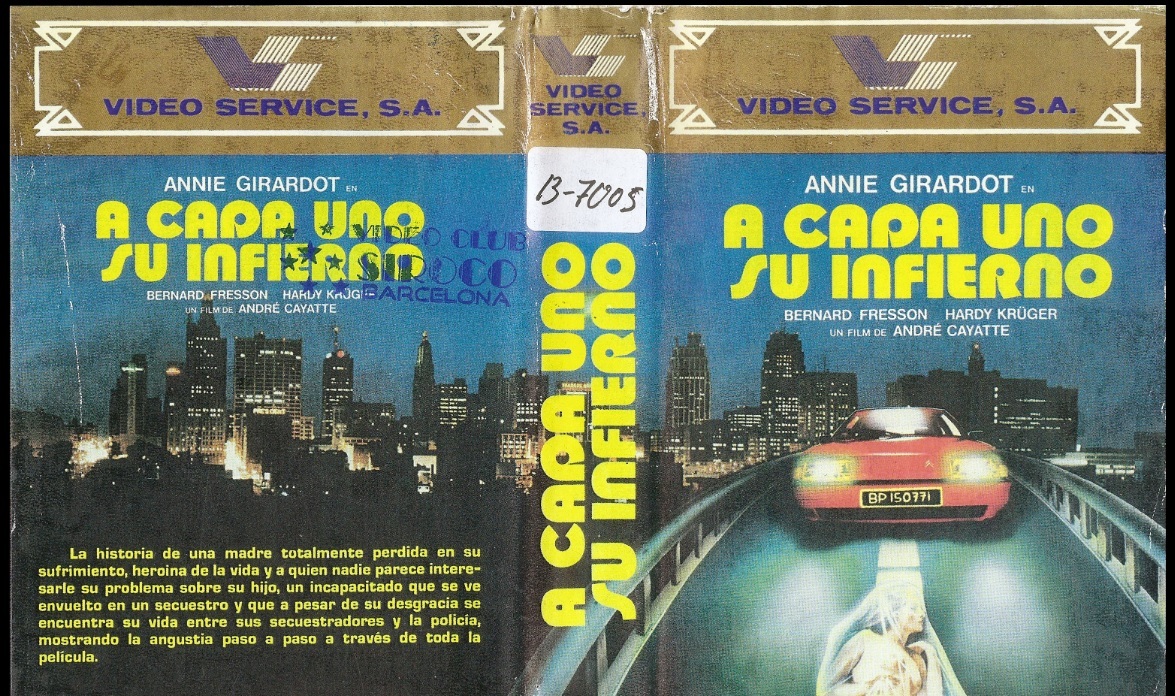 VIDEO SERVICE, S.A.
ANNIE GIRARDOT EN
A CADA UNO
SU INFIERNO
VIDEO CLUB
SIROCO
BARCELONA
BERNARD FRESSON HARDY KRÜGER
UN FILM DE ANDRÉ CAYATTE
PRESIDENT
La historia de una madre totalmente perdida en su
sufrimiento, heroina de la vida y a quien nadie parece intere-
sarle su problema sobre su hijo, un incapacitado que se ve
envuelto en un secuestro y que a pesar de su desgracia se
encuentra su vida entre sus secuestradores y la policía,
mostrando la angustia paso a paso a través de toda la
película.
VIDEO
SERVICE,
S.A.
B-7005
A CADA UNO
SU INFIERNO
VIDEO SERVICE, S.A.
ANNIE GIRARDOT EN
A CADA UNO
SU INFIERNO
BERNARD FRESSON HARDY KRÜGER
UN FILM DE ANDRÉ CAYATTE
BP 150771